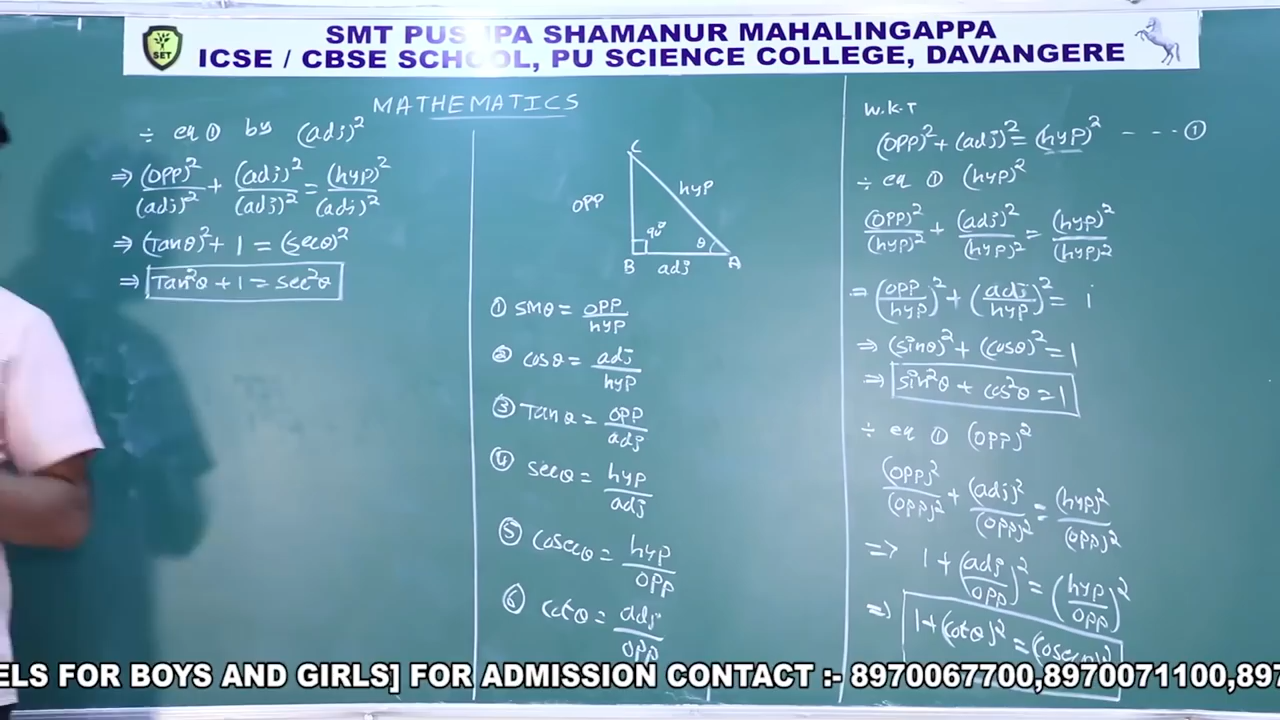 SMT PUSHPA SHAMANUR MAHALINGAPPA
ICSE / CBSE SCHOOL, PU SCIENCE COLLEGE, DAVANGERE
SET
MATHEMATICS
÷ eq ① by (adj)²
⇒ (OPP)²/(adj)² + (adj)²/(adj)² = (hyp)²/(adj)²
⇒ (Tanθ)² + 1 = (secθ)²
⇒ Tan²θ + 1 = sec²θ
C
OPP
hyp
90°
θ
B
adj
A
① sinθ = OPP/hyp
② cosθ = adj/hyp
③ Tanθ = OPP/adj
④ secθ = hyp/adj
⑤ cosecθ = hyp/OPP
⑥ cotθ = adj/OPP
W.K.T
(OPP)² + (adj)² = (hyp)² - - - ①
÷ eq ① (hyp)²
(OPP)²/(hyp)² + (adj)²/(hyp)² = (hyp)²/(hyp)²
⇒ (OPP/hyp)² + (adj/hyp)² = 1
⇒ (sinθ)² + (cosθ)² = 1
⇒ sin²θ + cos²θ = 1
÷ eq ① (OPP)²
(OPP)²/(OPP)² + (adj)²/(OPP)² = (hyp)²/(OPP)²
⇒ 1 + (adj/OPP)² = (hyp/OPP)²
⇒ 1 + (cotθ)² =
ELS FOR BOYS AND GIRLS] FOR ADMISSION CONTACT :- 8970067700,8970071100,897